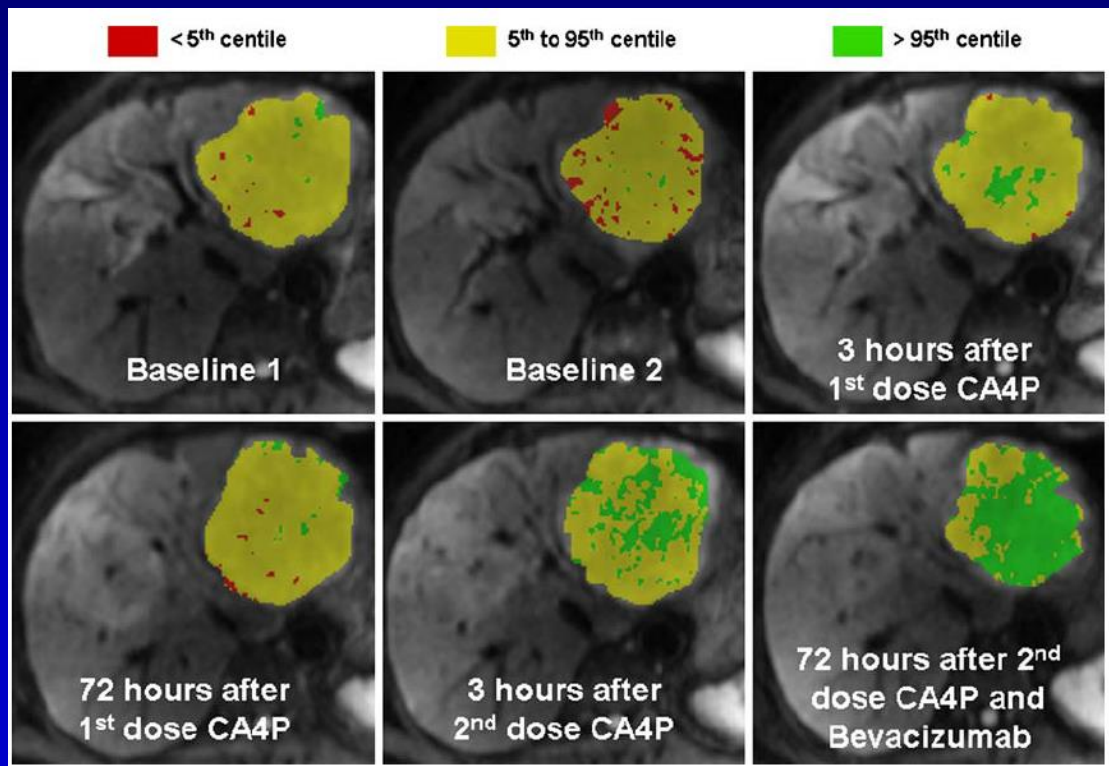 < 5th centile
5th to 95th centile
> 95th centile
Baseline 1
Baseline 2
3 hours after
1st dose CA4P
72 hours after
1st dose CA4P
3 hours after
2nd dose CA4P
72 hours after 2nd
dose CA4P and
Bevacizumab